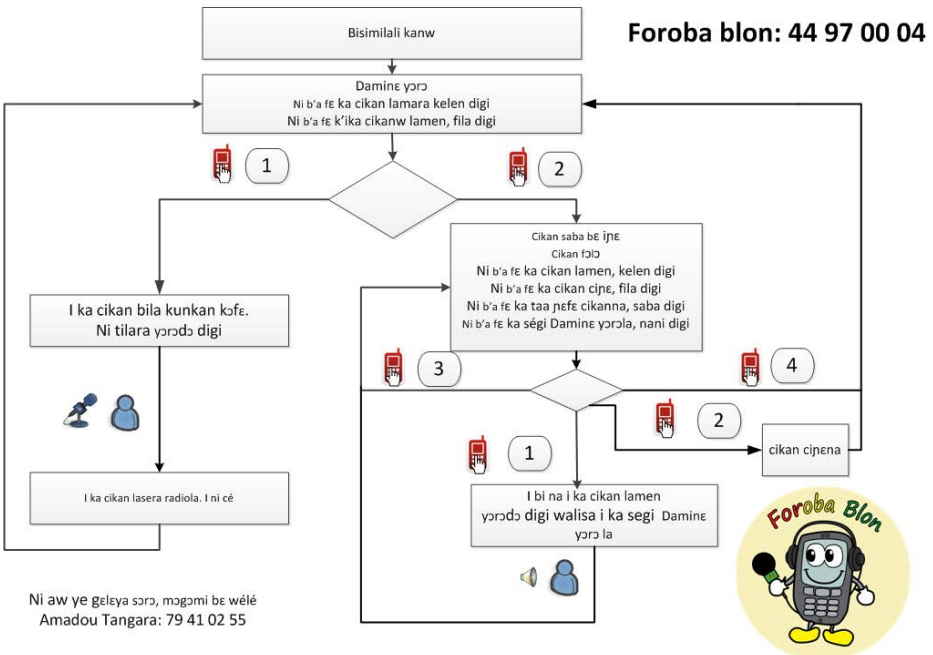 Bisimilali kanw
Foroba blon: 44 97 00 04
Daminɛ yɔrɔ
Ni b’a fɛ ka cikan lamara kelen digi
Ni b’a fɛ k’ika cikanw lamen, fila digi
1
2
Cikan saba bɛ iɲɛ
Cikan fɔlɔ
Ni b’a fɛ ka cikan lamen, kelen digi
Ni b’a fɛ ka cikan ciɲɛ, fila digi
Ni b’a fɛ ka taa ɲɛfɛ cikanna, saba digi
Ni b’a fɛ ka ségi Daminɛ yɔrɔla, nani digi
I ka cikan bila kunkan kɔfɛ.
Ni tilara yɔrɔdɔ digi
3
4
2
1
cikan ciɲɛna
I ka cikan lasera radiola. I ni cé
I bi na i ka cikan lamen
yɔrɔdɔ digi walisa i ka segi Daminɛ
yɔrɔ la
Foroba Blon
Ni aw ye gɛlɛya sɔrɔ, mɔgɔmi bɛ wélé
Amadou Tangara: 79 41 02 55